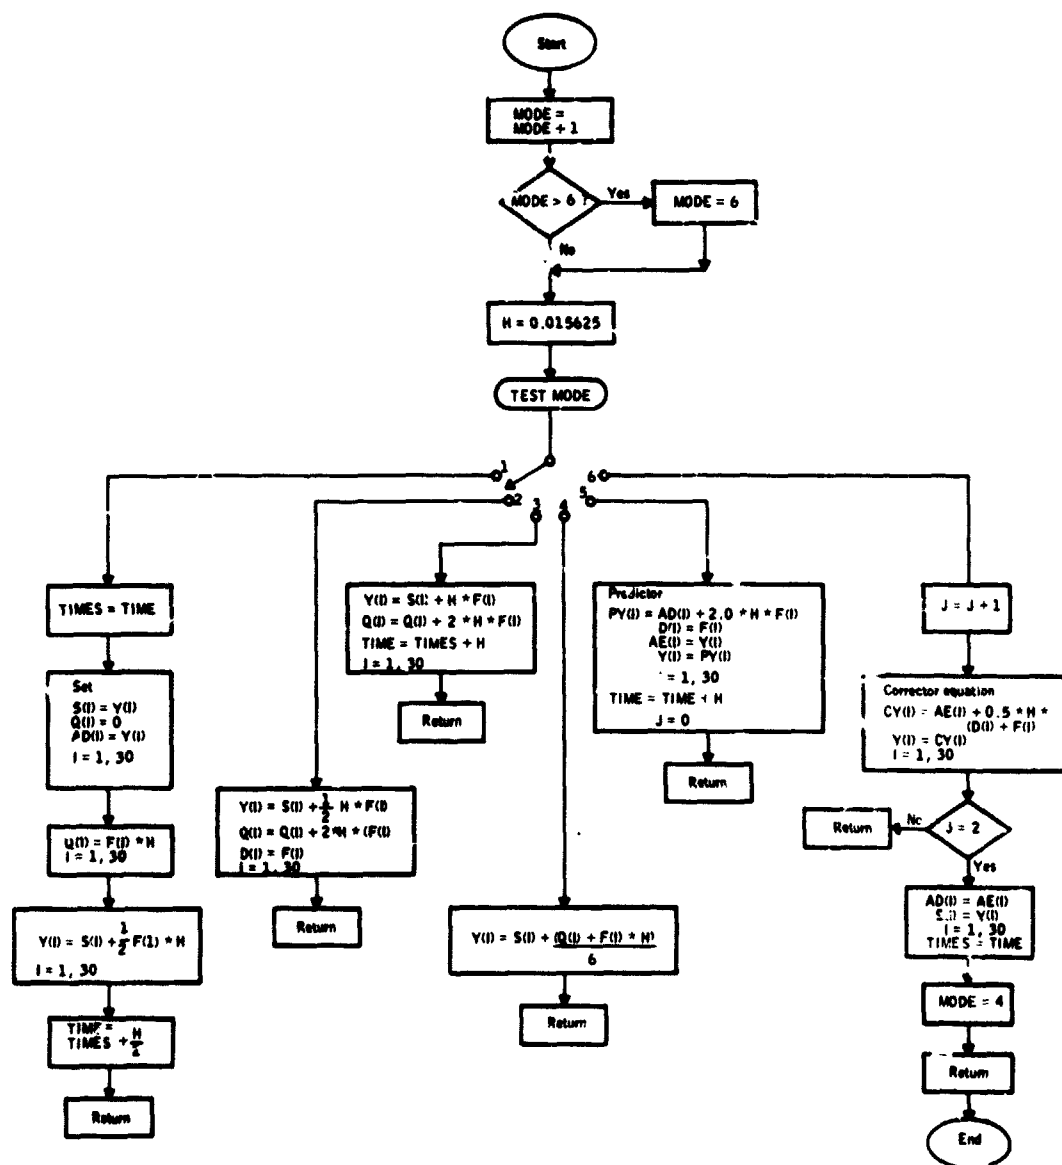 Start
MODE =
MODE + 1
MODE > 6 ?
Yes
MODE = 6
No
H = 0.015625
TEST MODE
1
2
3
4
5
6
TIMES = TIME
Set
S(I) = Y(I)
Q(I) = 0
AD(I) = Y(I)
I = 1, 30
Q(I) = F(I) * H
I = 1, 30
Y(I) = S(I) + 1/2 F(I) * H
I = 1, 30
TIME =
TIMES + H/2
Return
Y(I) = S(I) + 1/2 H * F(I)
Q(I) = Q(I) + 2 * H * (F(I)
D(I) = F(I)
I = 1, 30
Return
Y(I) = S(I) + H * F(I)
Q(I) = Q(I) + 2 * H * F(I)
TIME = TIMES + H
I = 1, 30
Return
Y(I) = S(I) + (Q(I) + F(I) * H)
6
Return
Predictor
PY(I) = AD(I) + 2.0 * H * F(I)
D(I) = F(I)
AE(I) = Y(I)
Y(I) = PY(I)
= 1, 30
TIME = TIME + H
J = 0
Return
J = J + 1
Corrector equation
CY(I) = AE(I) + 0.5 * H *
(D(I) + F(I)
Y(I) = CY(I)
I = 1, 30
J = 2
No
Return
Yes
AD(I) = AE(I)
S(I) = Y(I)
I = 1, 30
TIMES = TIME
MODE = 4
Return
End